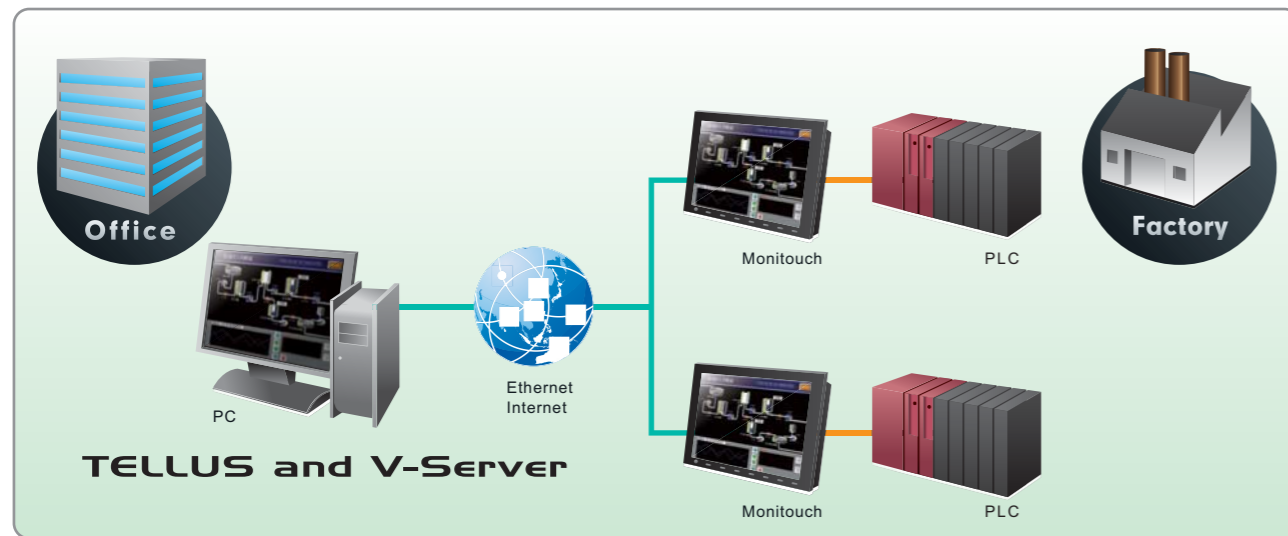 Office
Factory
Monitouch
PLC
PC
Ethernet
Internet
TELLUS and V-Server
Monitouch
PLC